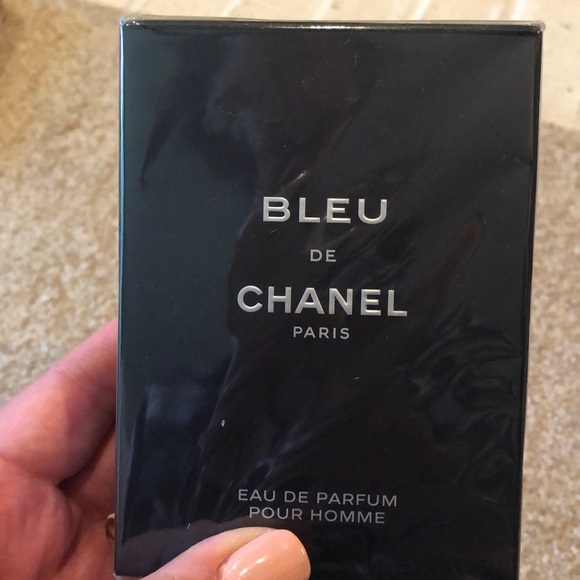 BLEU
DE
CHANEL
PARIS
EAU DE PARFUM
POUR HOMME